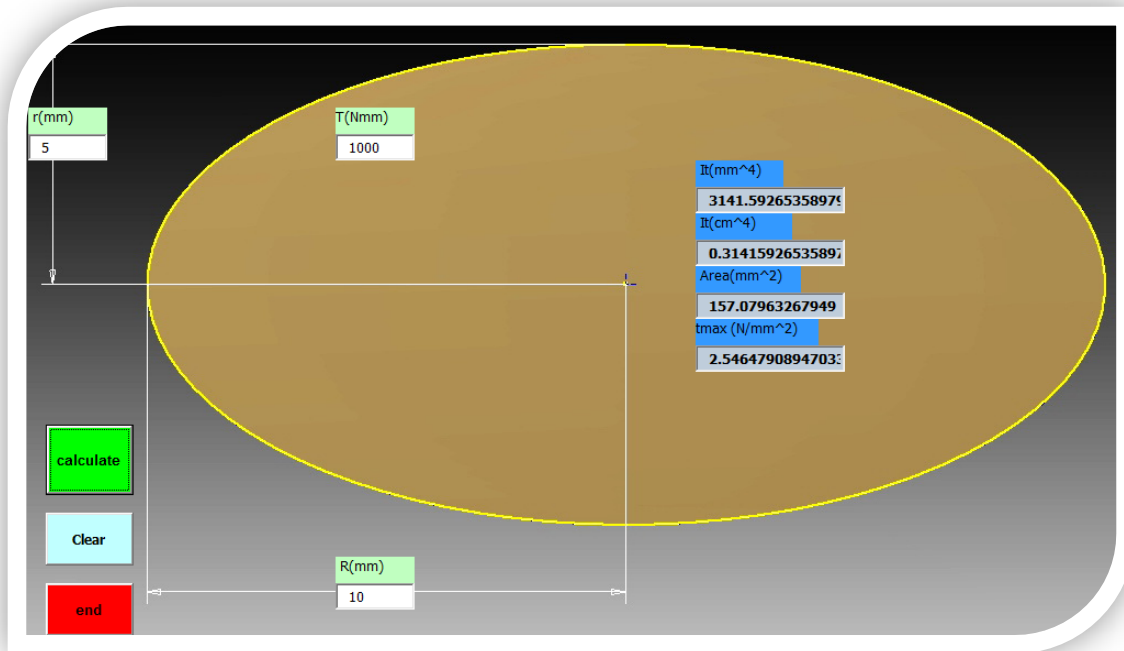 r(mm)
5
T(Nmm)
1000
It(mm^4)
3141.5926535897
It(cm^4)
0.3141592653589
Area(mm^2)
157.07963267949
tmax (N/mm^2)
2.5464790894703
calculate
Clear
end
R(mm)
10